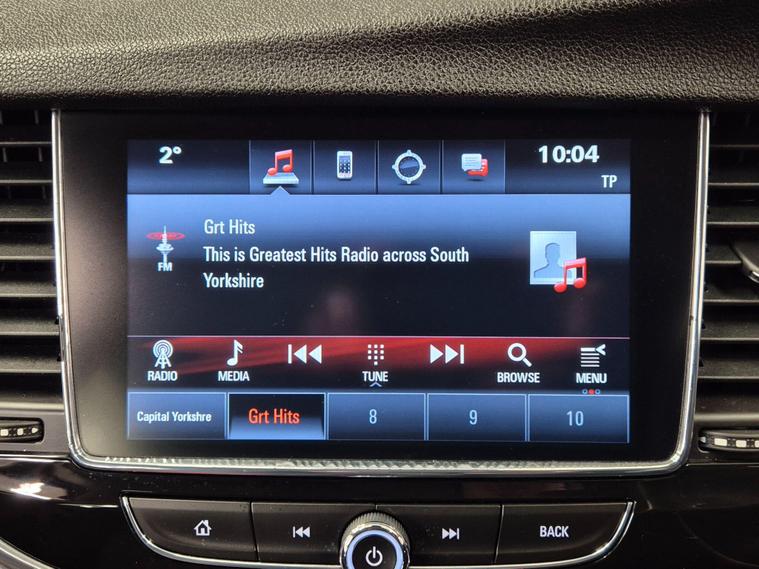 2° 10:04
TP
Grt Hits
This is Greatest Hits Radio across South
Yorkshire
FM
RADIO MEDIA TUNE BROWSE MENU
Capital Yorkshre Grt Hits 8 9 10
BACK